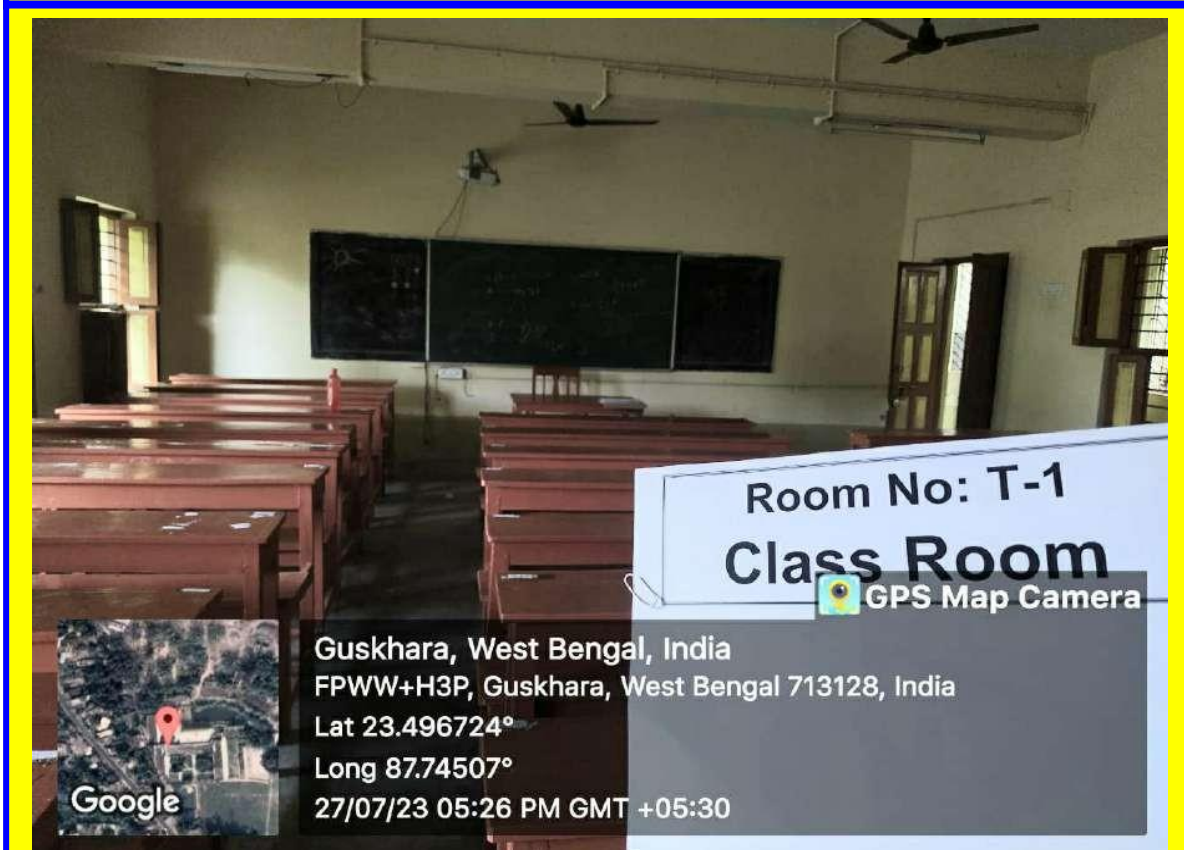 Room No: T-1
Class Room
GPS Map Camera
Guskhara, West Bengal, India
FPWW+H3P, Guskhara, West Bengal 713128, India
Lat 23.496724°
Long 87.74507°
27/07/23 05:26 PM GMT +05:30
Google